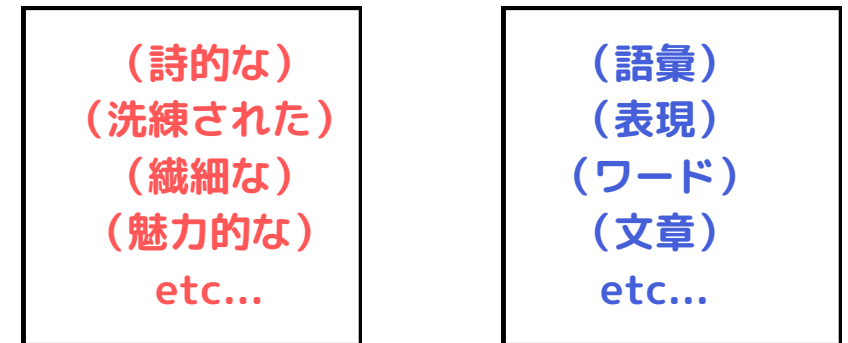 （詩的な）
（洗練された）
（繊細な）
（魅力的な）
etc...
（語彙）
（表現）
（ワード）
（文章）
etc...